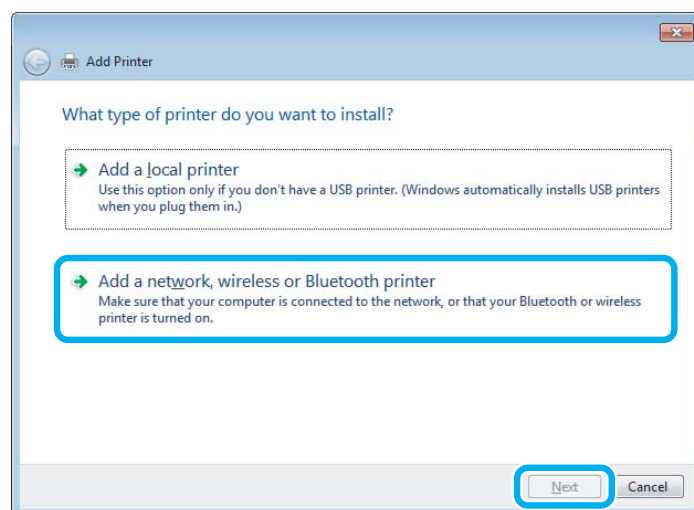 Add Printer
What type of printer do you want to install?
Add a local printer
Use this option only if you don't have a USB printer. (Windows automatically installs USB printers
when you plug them in.)
Add a network, wireless or Bluetooth printer
Make sure that your computer is connected to the network, or that your Bluetooth or wireless
printer is turned on.
Next Cancel